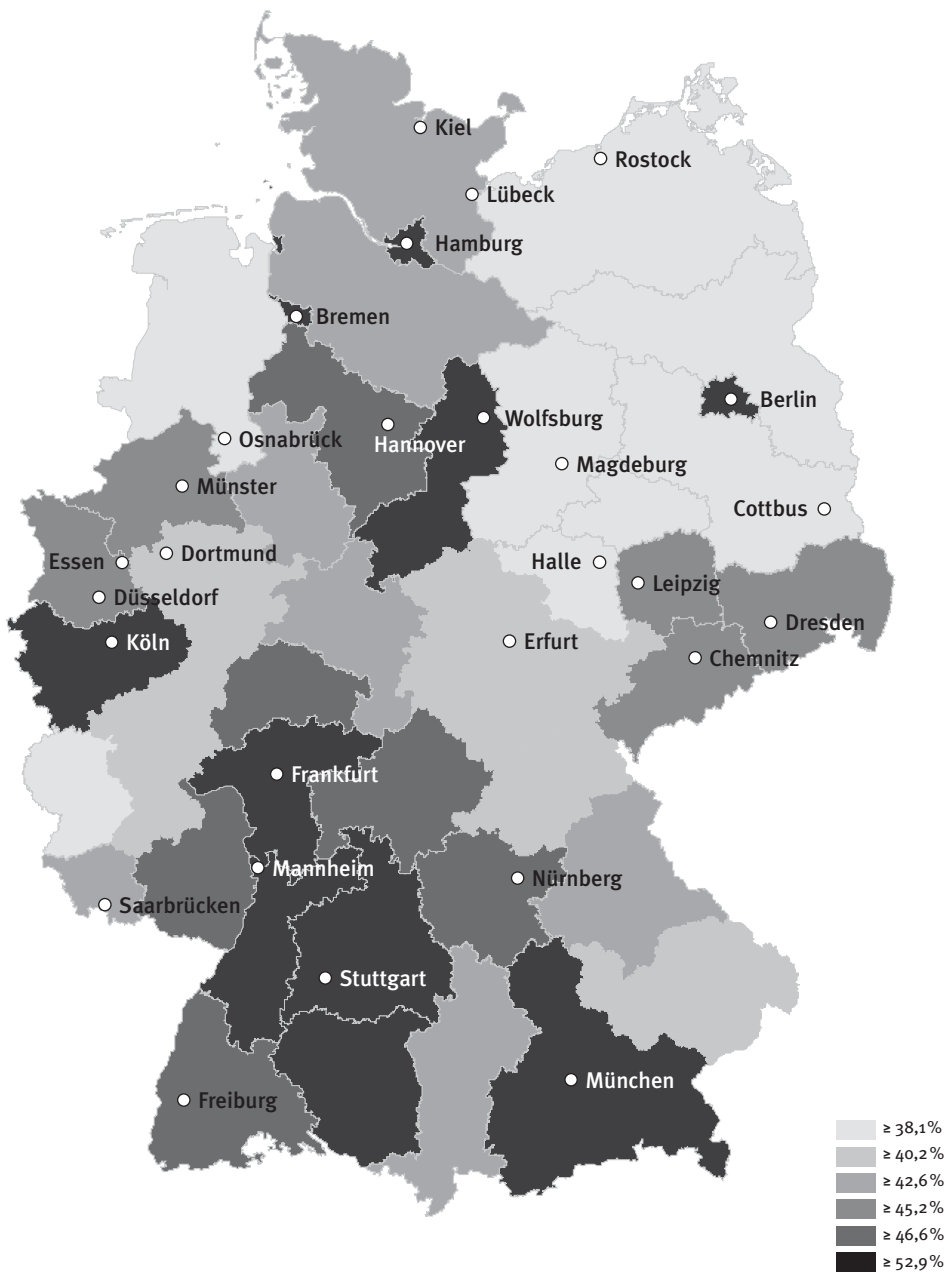 Kiel
Rostock
Lübeck
Hamburg
Bremen
Berlin
Wolfsburg
Osnabrück
Hannover
Magdeburg
Münster
Cottbus
Dortmund
Essen
Halle
Leipzig
Düsseldorf
Dresden
Köln
Erfurt
Chemnitz
Frankfurt
Mannheim
Nürnberg
Saarbrücken
Stuttgart
München
Freiburg
≥ 38,1%
≥ 40,2%
≥ 42,6%
≥ 45,2%
≥ 46,6%
≥ 52,9%